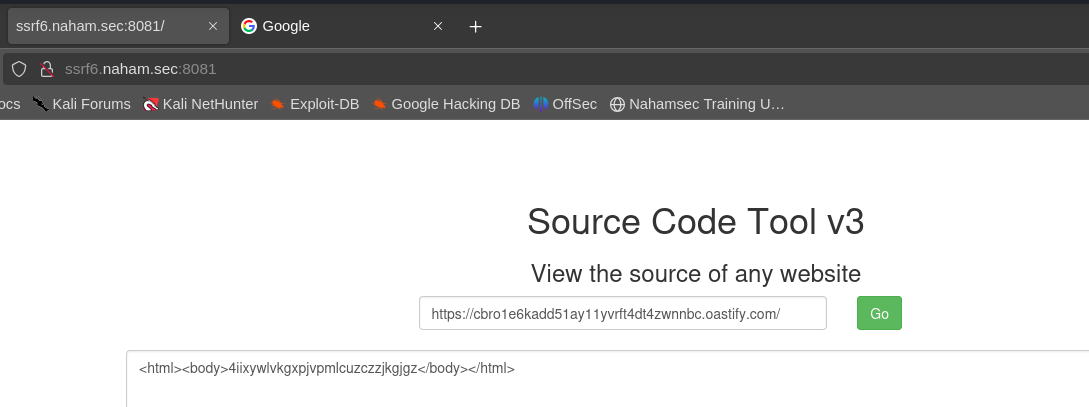 ssrf6.naham.sec:8081/ × Google × +
ssrf6.naham.sec:8081
ocs Kali Forums Kali NetHunter Exploit-DB Google Hacking DB OffSec Nahamsec Training U…
Source Code Tool v3
View the source of any website
https://cbro1e6kadd51ay11yvrft4dt4zwnnbc.oastify.com/ Go
<html><body>4iixywlvkgxpjvpmlcuzczzjkgjgz</body></html>